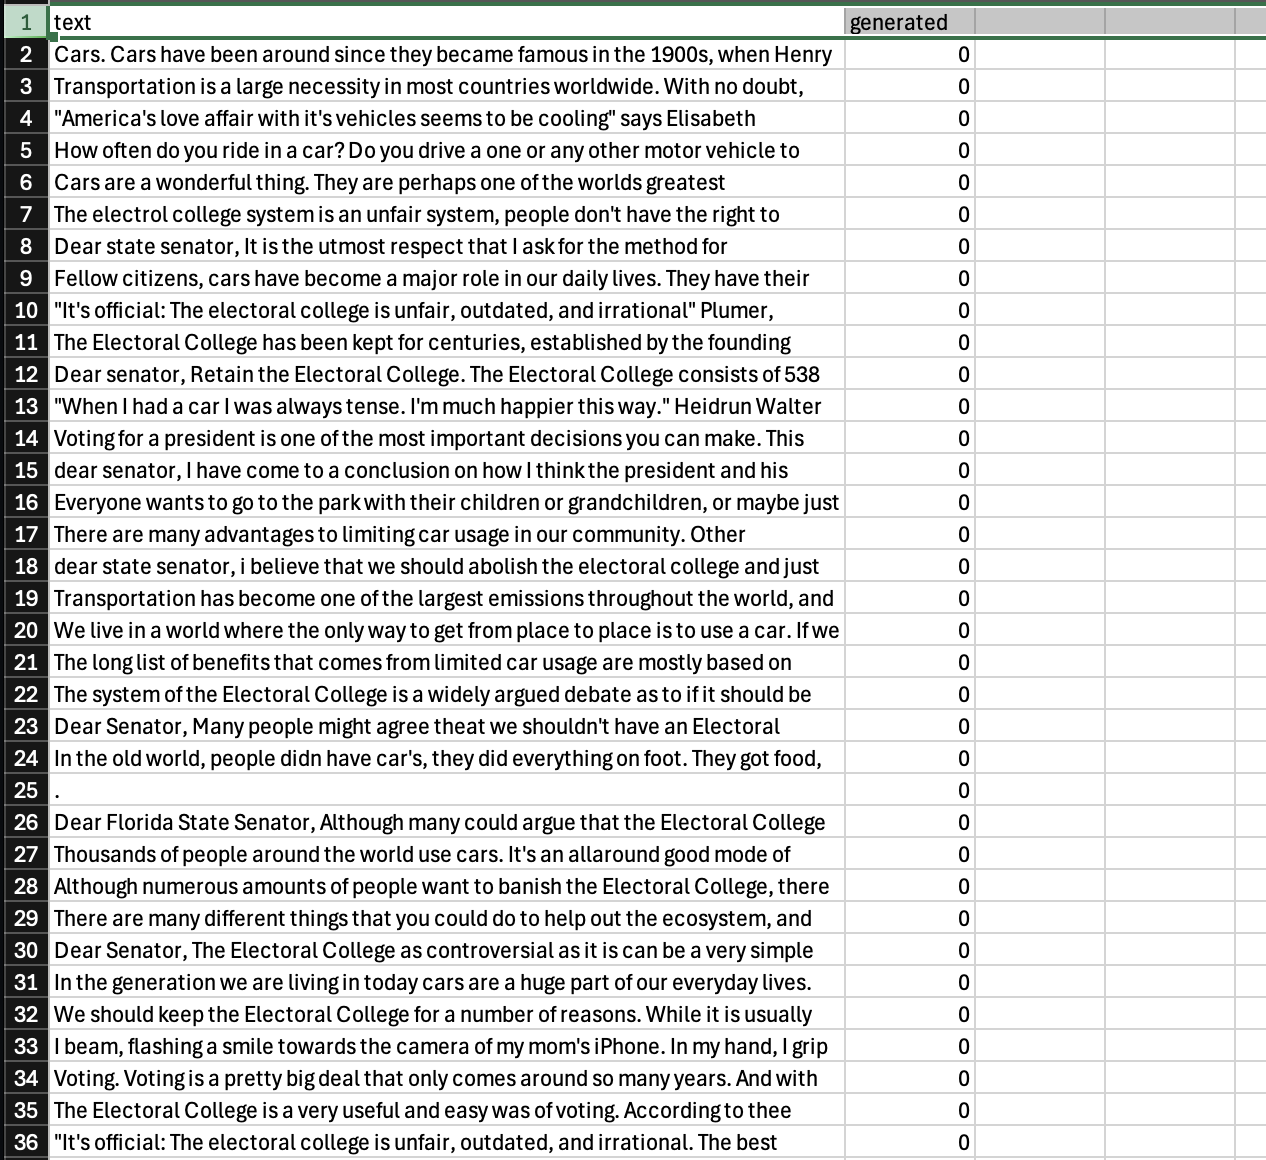 1 text generated
2 Cars. Cars have been around since they became famous in the 1900s, when Henry 0
3 Transportation is a large necessity in most countries worldwide. With no doubt, 0
4 "America's love affair with it's vehicles seems to be cooling" says Elisabeth 0
5 How often do you ride in a car? Do you drive a one or any other motor vehicle to 0
6 Cars are a wonderful thing. They are perhaps one of the worlds greatest 0
7 The electrol college system is an unfair system, people don't have the right to 0
8 Dear state senator, It is the utmost respect that I ask for the method for 0
9 Fellow citizens, cars have become a major role in our daily lives. They have their 0
10 "It's official: The electoral college is unfair, outdated, and irrational" Plumer, 0
11 The Electoral College has been kept for centuries, established by the founding 0
12 Dear senator, Retain the Electoral College. The Electoral College consists of 538 0
13 "When I had a car I was always tense. I'm much happier this way." Heidrun Walter 0
14 Voting for a president is one of the most important decisions you can make. This 0
15 dear senator, I have come to a conclusion on how I think the president and his 0
16 Everyone wants to go to the park with their children or grandchildren, or maybe just 0
17 There are many advantages to limiting car usage in our community. Other 0
18 dear state senator, i believe that we should abolish the electoral college and just 0
19 Transportation has become one of the largest emissions throughout the world, and 0
20 We live in a world where the only way to get from place to place is to use a car. If we 0
21 The long list of benefits that comes from limited car usage are mostly based on 0
22 The system of the Electoral College is a widely argued debate as to if it should be 0
23 Dear Senator, Many people might agree theat we shouldn't have an Electoral 0
24 In the old world, people didn have car's, they did everything on foot. They got food, 0
25 . 0
26 Dear Florida State Senator, Although many could argue that the Electoral College 0
27 Thousands of people around the world use cars. It's an allaround good mode of 0
28 Although numerous amounts of people want to banish the Electoral College, there 0
29 There are many different things that you could do to help out the ecosystem, and 0
30 Dear Senator, The Electoral College as controversial as it is can be a very simple 0
31 In the generation we are living in today cars are a huge part of our everyday lives. 0
32 We should keep the Electoral College for a number of reasons. While it is usually 0
33 I beam, flashing a smile towards the camera of my mom's iPhone. In my hand, I grip 0
34 Voting. Voting is a pretty big deal that only comes around so many years. And with 0
35 The Electoral College is a very useful and easy was of voting. According to thee 0
36 "It's official: The electoral college is unfair, outdated, and irrational. The best 0